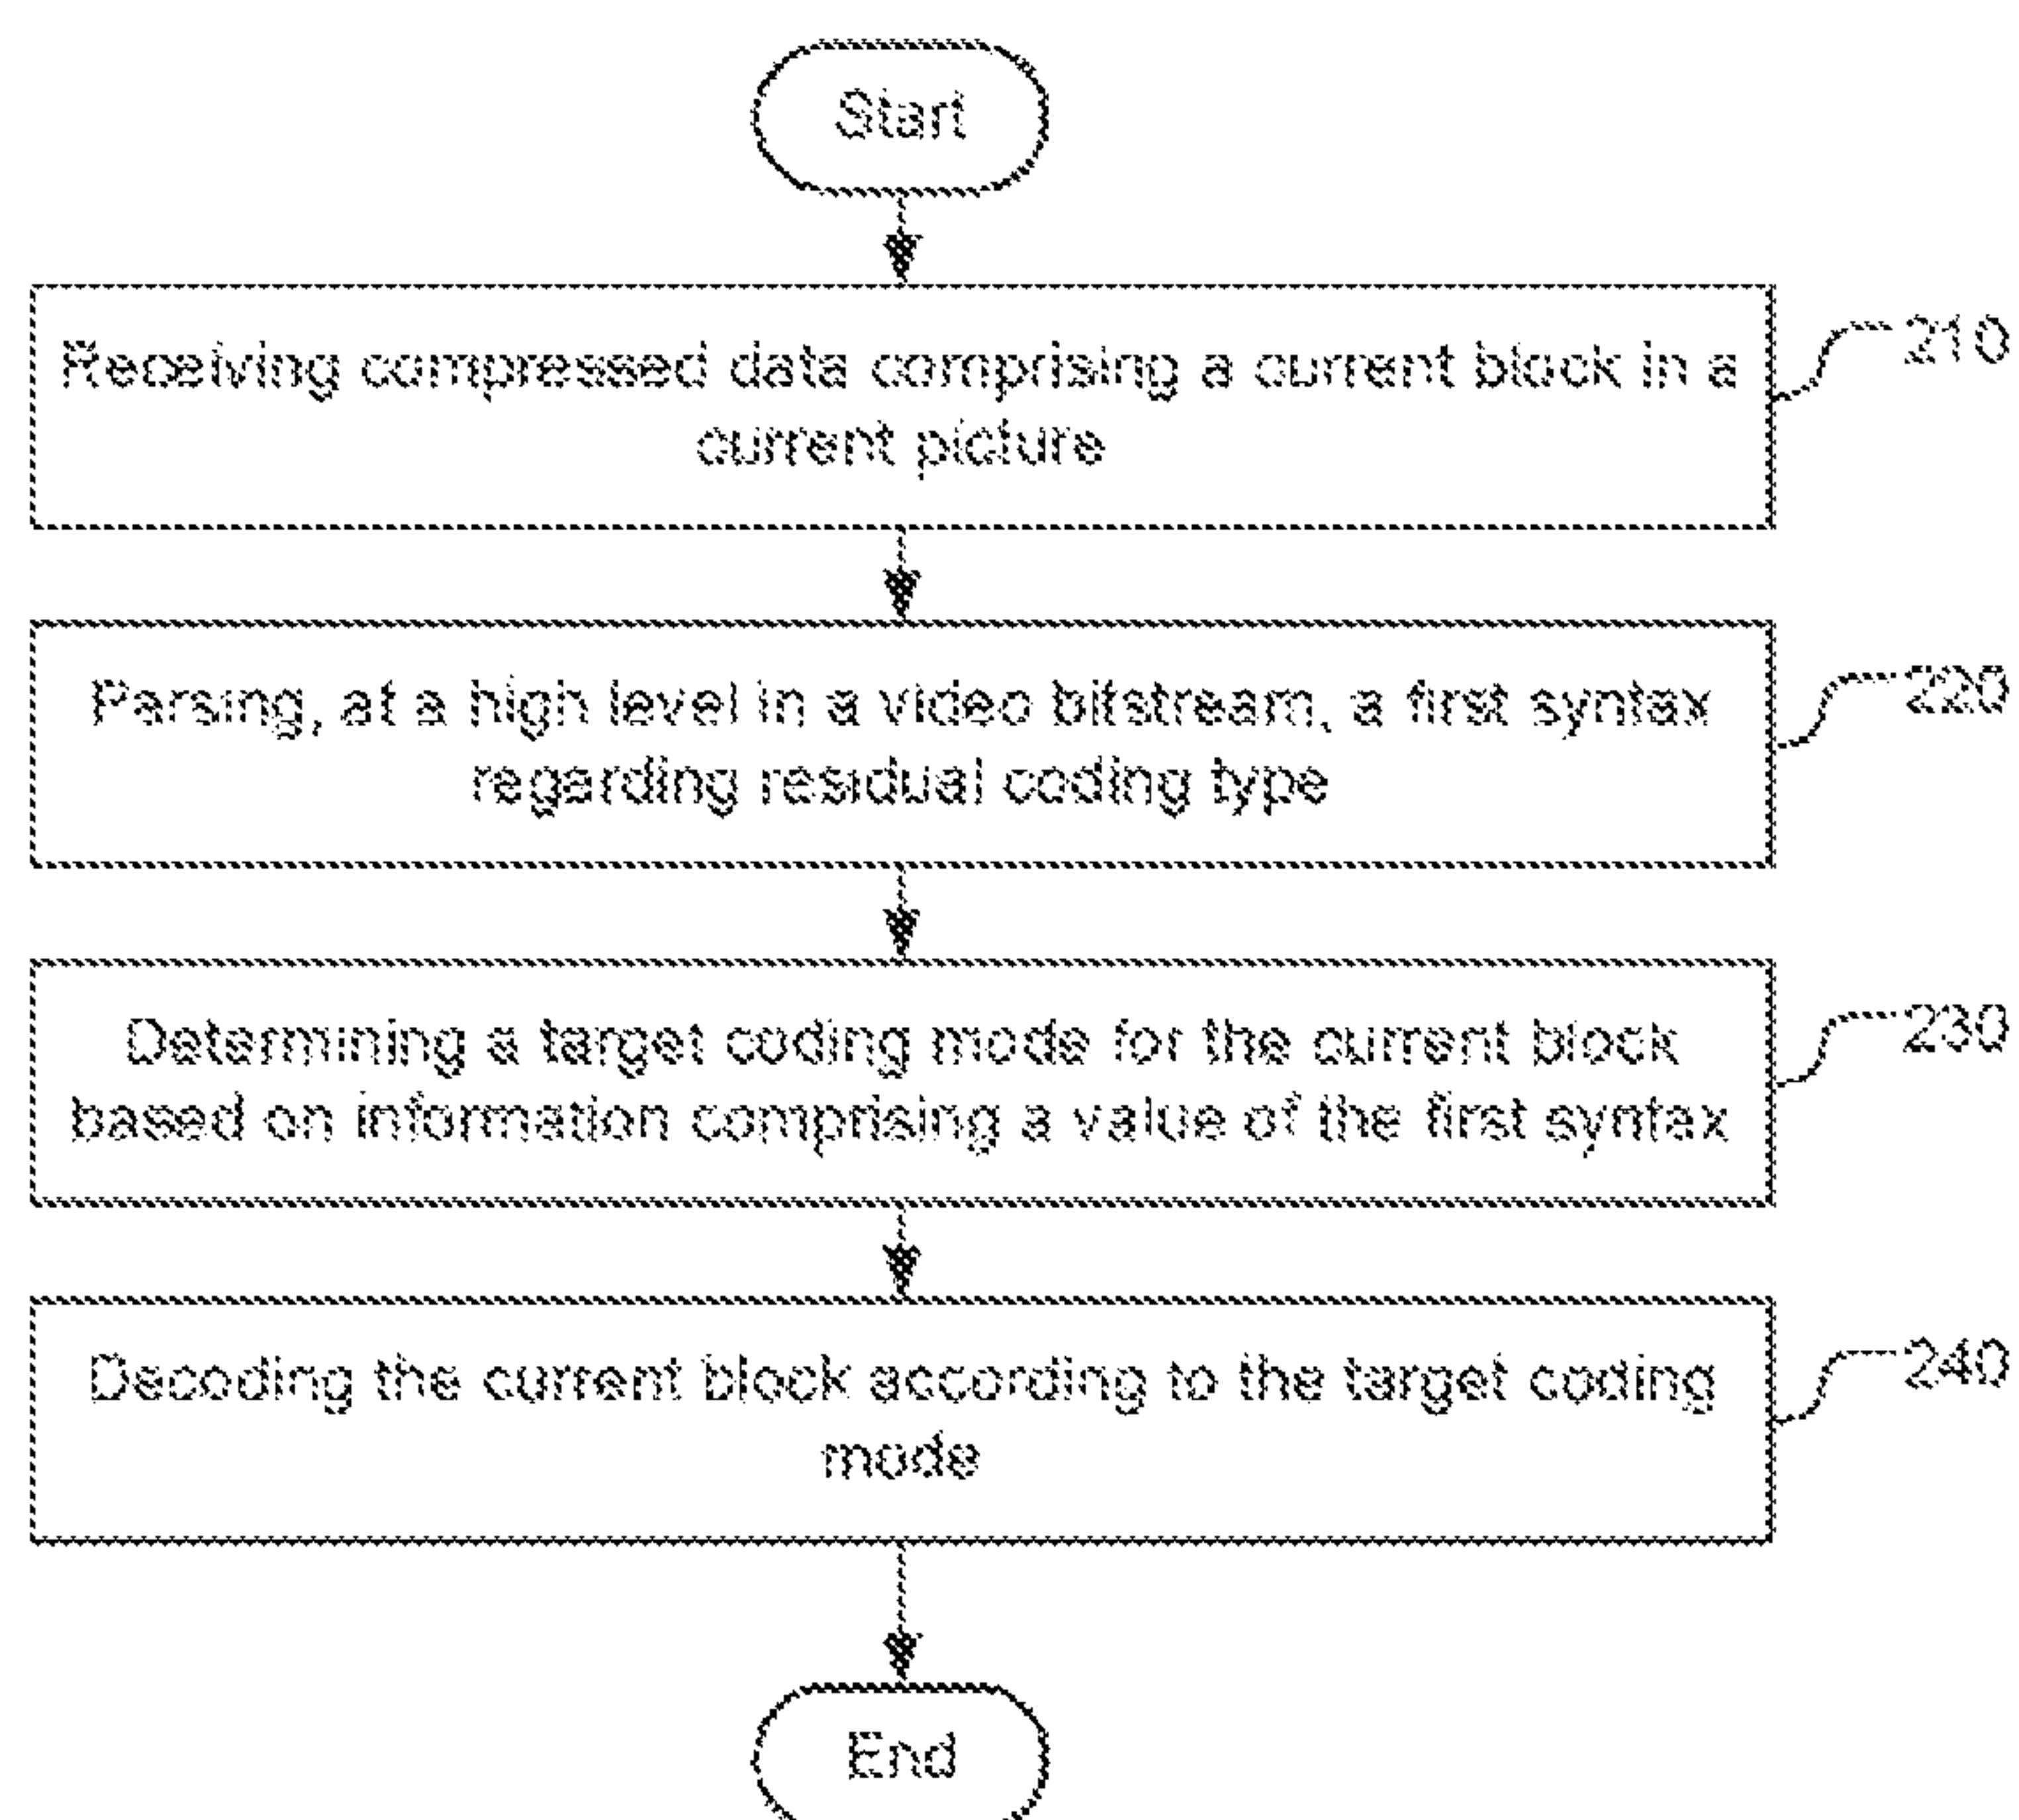 Start
Receiving compressed data comprising a current block in a
current picture
210
Parsing, at a high level in a video bitstream, a first syntax
regarding residual coding type
220
Determining a target coding mode for the current block
based on information comprising a value of the first syntax
230
Decoding the current block according to the target coding
mode
240
End